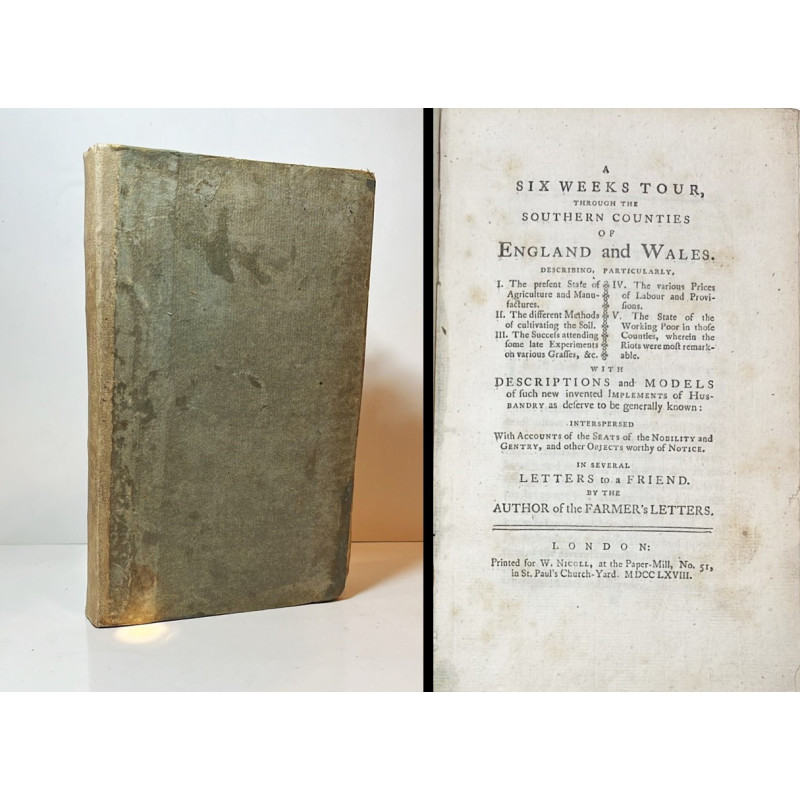 A
SIX WEEKS TOUR,
THROUGH THE
SOUTHERN COUNTIES
OF
ENGLAND and WALES.
DESCRIBING, PARTICULARLY,
I. The preſent State of
Agriculture and Manu-
factures.
II. The different Methods
of cultivating the Soil.
III. The Succeſs attending
ſome late Experiments
on various Graſſes, &c.
IV. The various Prices
of Labour and Provi-
ſions.
V. The State of the
Working Poor in thoſe
Counties, wherein the
Riots were moſt remark-
able.
WITH
DESCRIPTIONS and MODELS
of ſuch new invented IMPLEMENTS of HUS-
BANDRY as deſerve to be generally known:
INTERSPERSED
With ACCOUNTS of the SEATS of the NOBILITY and
GENTRY, and other OBJECTS worthy of NOTICE.
IN SEVERAL
LETTERS to a FRIEND.
BY THE
AUTHOR of the FARMER's LETTERS.
LONDON:
Printed for W. NICOLL, at the Paper-Mill, No. 51,
in St. Paul's Church-Yard. MDCCLXVIII.